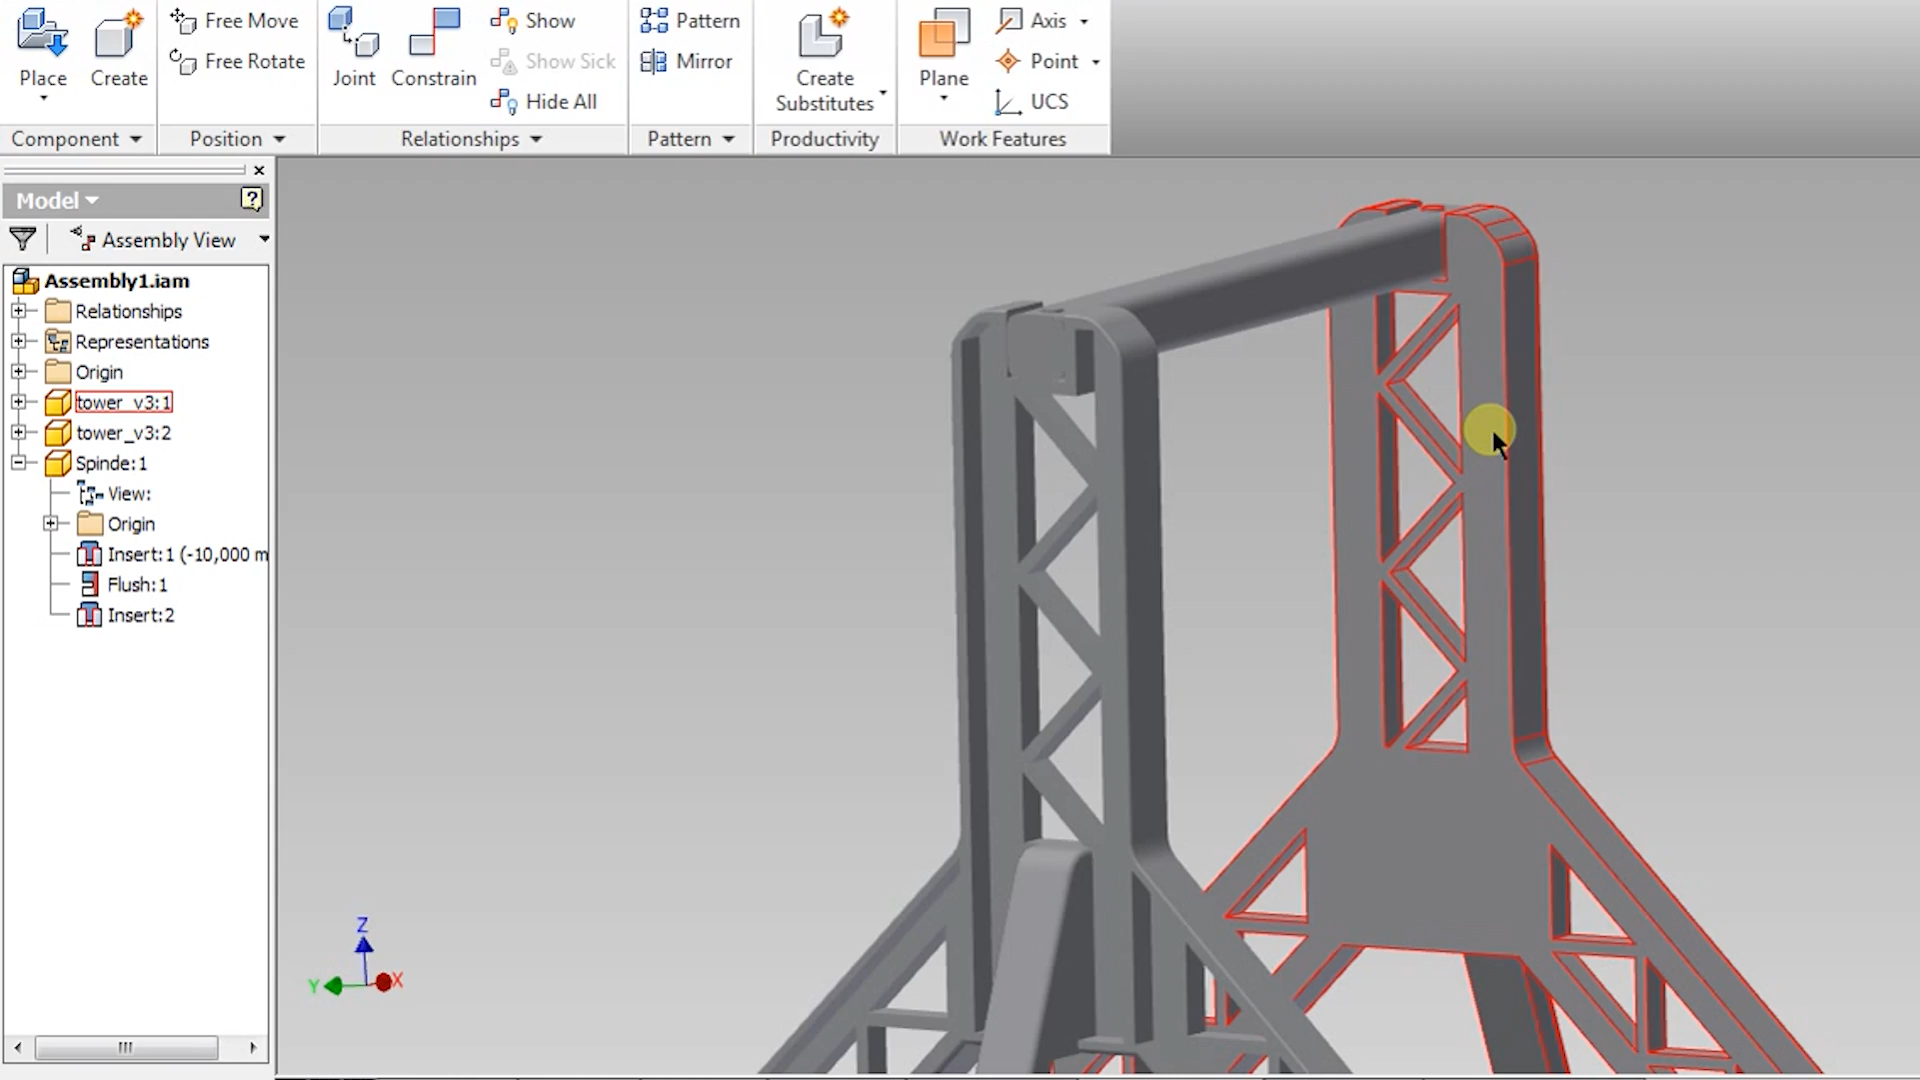 Place
Create
Component
Free Move
Free Rotate
Position
Joint
Constrain
Show
Show Sick
Hide All
Relationships
Pattern
Mirror
Pattern
Create
Substitutes
Productivity
Plane
Axis
Point
UCS
Work Features
Model
?
Assembly View
Assembly1.iam
Relationships
Representations
Origin
tower_v3:1
tower_v3:2
Spinde:1
View:
Origin
Insert:1 (-10,000 m
Flush:1
Insert:2
Z
Y
X